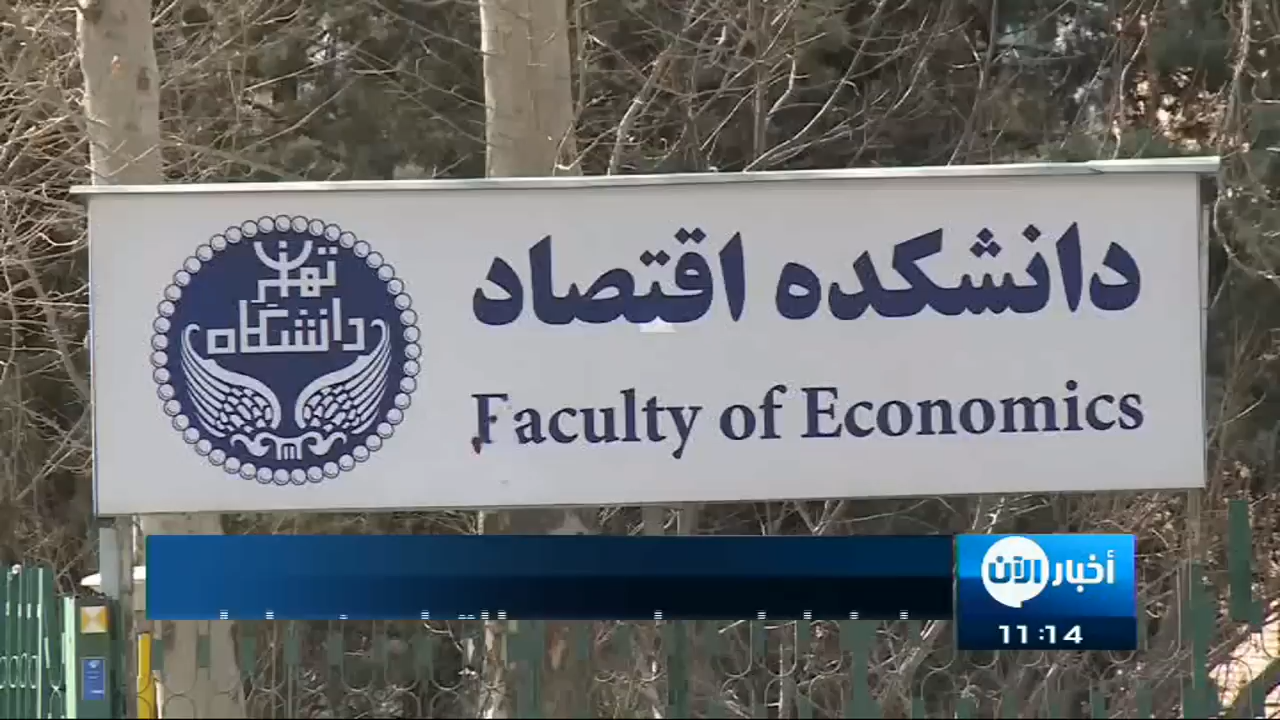 دانشکده اقتصاد
Faculty of Economics
دانشگاه
تهران
أخبار الآن
11:14